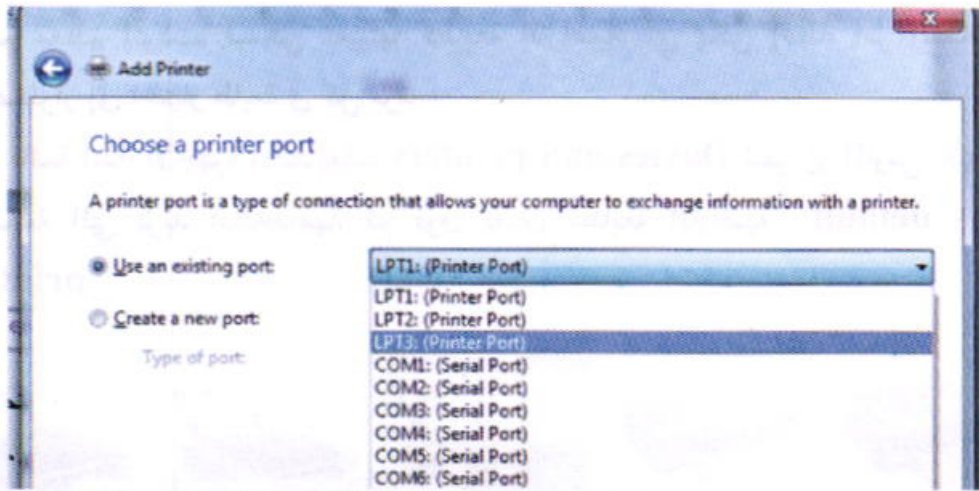 Add Printer
Choose a printer port
A printer port is a type of connection that allows your computer to exchange information with a printer.
Use an existing port: LPT1: (Printer Port)
LPT1: (Printer Port)
LPT2: (Printer Port)
Create a new port:
LPT3: (Printer Port)
Type of port:
COM1: (Serial Port)
COM2: (Serial Port)
COM3: (Serial Port)
COM4: (Serial Port)
COM5: (Serial Port)
COM6: (Serial Port)